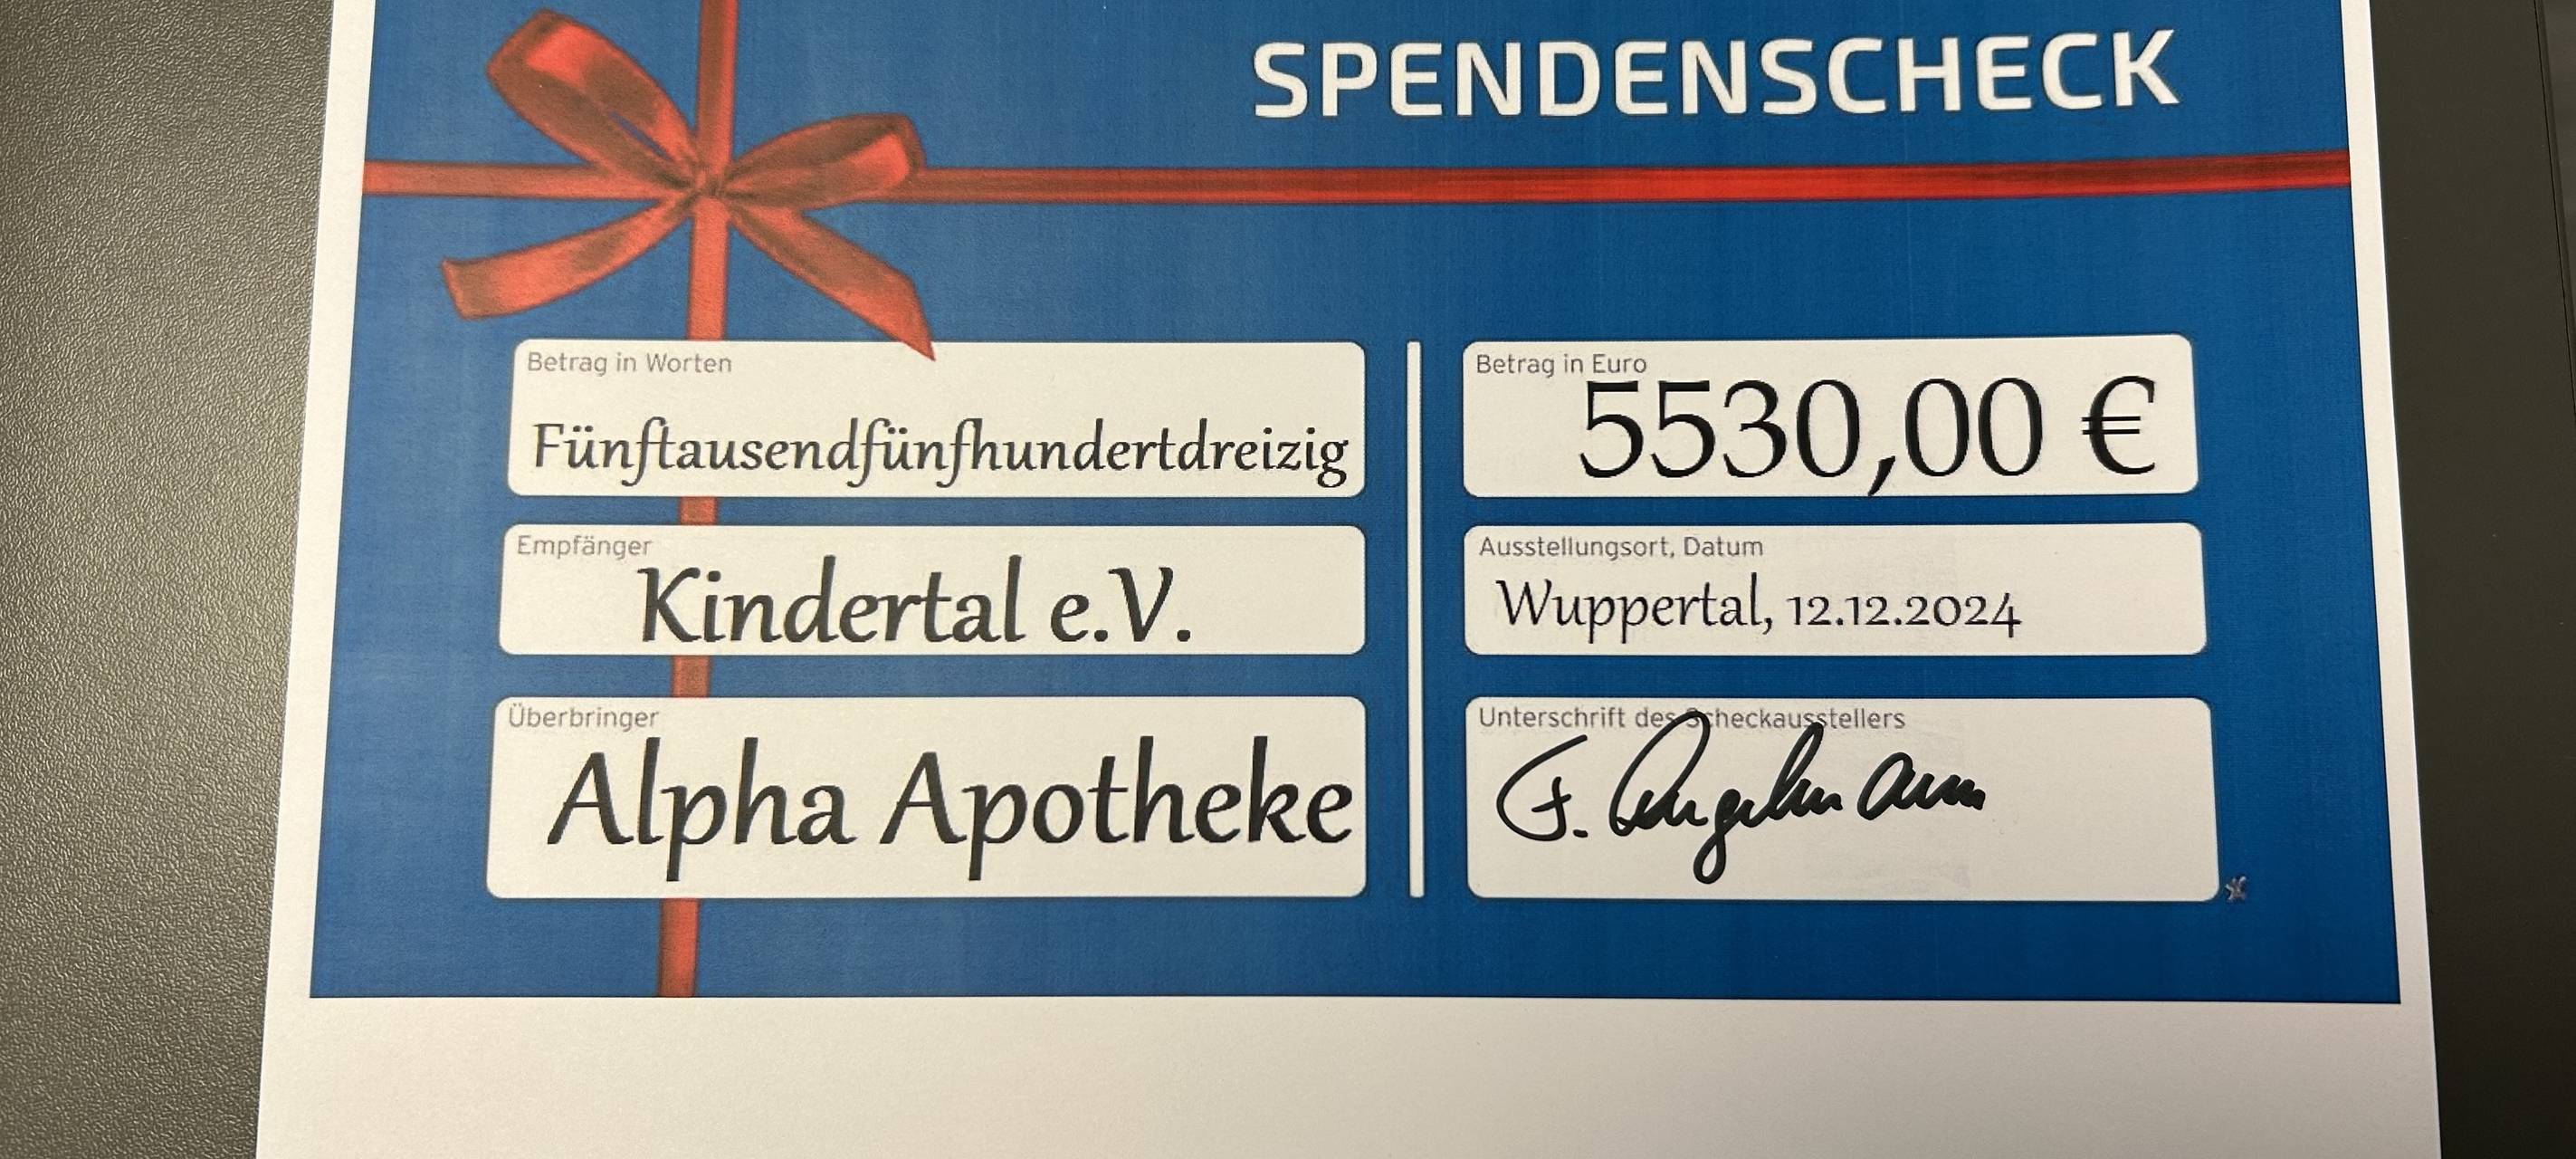 SPENDENSCHECK
Betrag in Worten
Fünftausendfünfhundertdreizig
Betrag in Euro
5530,00 €
Empfänger
Kindertal e.V.
Ausstellungsort, Datum
Wuppertal, 12.12.2024
Überbringer
Alpha Apotheke
Unterschrift des Scheckausstellers
F.